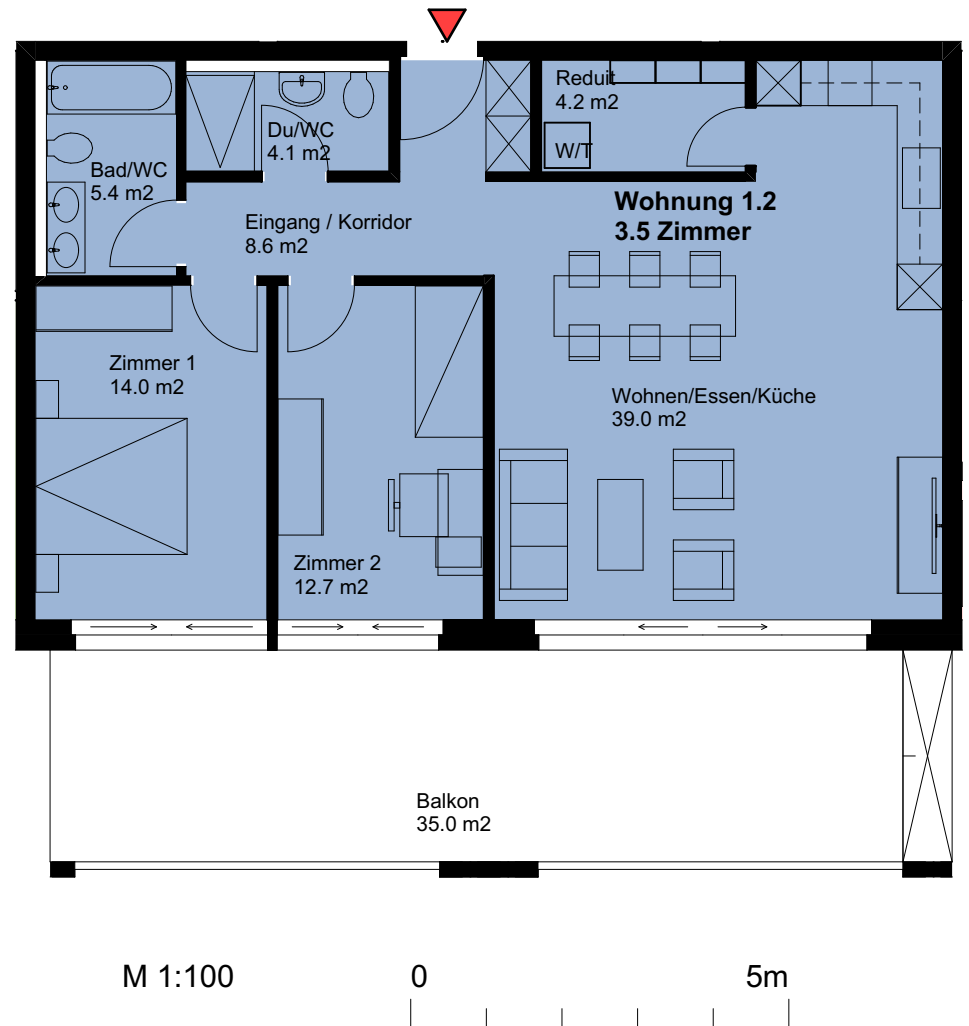 Reduit
4.2 m2
W/T
Du/WC
4.1 m2
Bad/WC
5.4 m2
Wohnung 1.2
3.5 Zimmer
Eingang / Korridor
8.6 m2
Zimmer 1
14.0 m2
Wohnen/Essen/Küche
39.0 m2
Zimmer 2
12.7 m2
Balkon
35.0 m2
M 1:100 0 5m